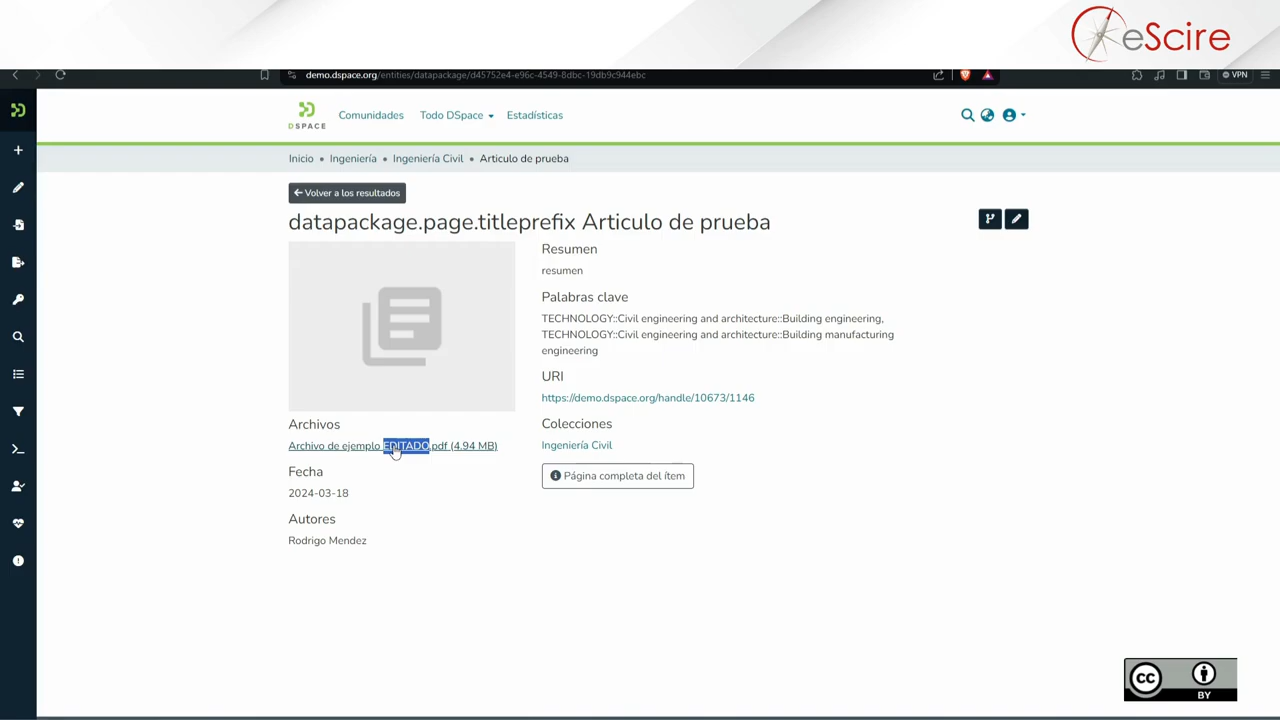 eScire
demo.dspace.org/entities/datapackage/d45752e4-e96c-4549-8dbc-19db9c944ebc
VPN
DSPACE
Comunidades
Todo DSpace
Estadísticas
Inicio • Ingeniería • Ingeniería Civil • Articulo de prueba
Volver a los resultados
datapackage.page.titleprefix Articulo de prueba
Resumen
resumen
Palabras clave
TECHNOLOGY::Civil engineering and architecture::Building engineering,
TECHNOLOGY::Civil engineering and architecture::Building manufacturing
engineering
URI
https://demo.dspace.org/handle/10673/1146
Colecciones
Ingeniería Civil
Página completa del ítem
Archivos
Archivo de ejemplo EDITADO.pdf (4.94 MB)
Fecha
2024-03-18
Autores
Rodrigo Mendez
CC
BY